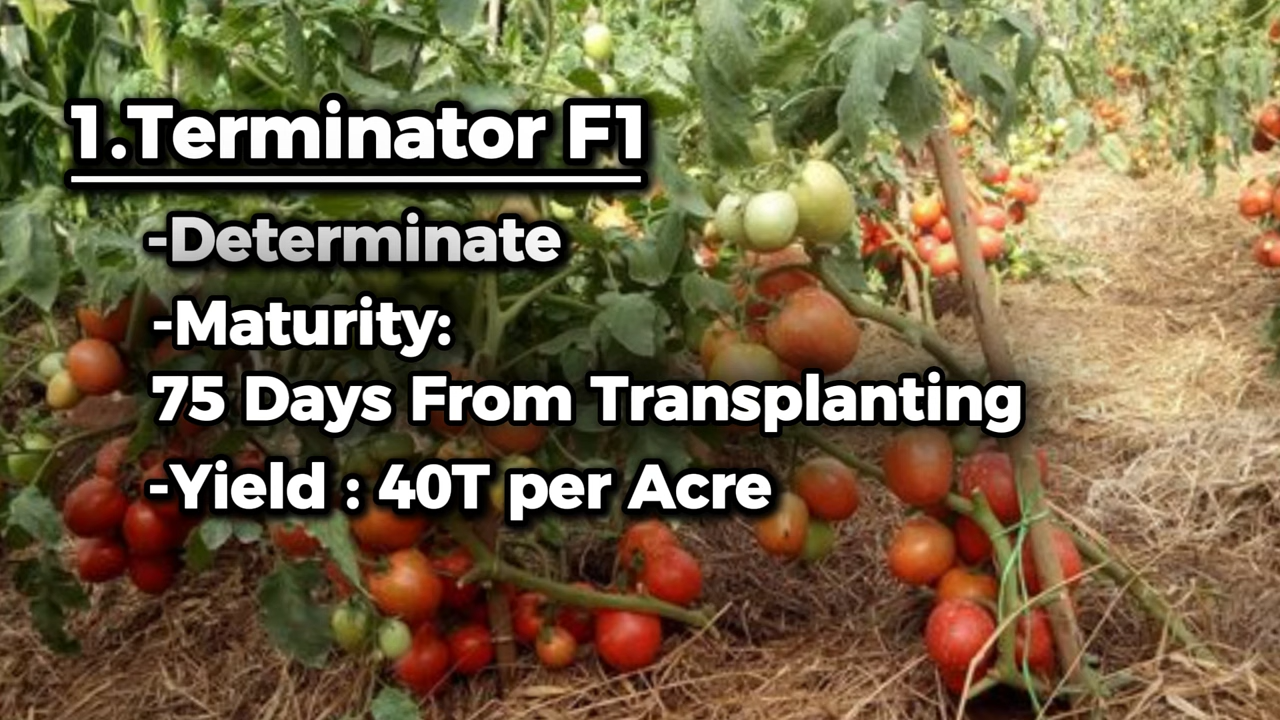 1.Terminator F1
-Determinate
-Maturity:
75 Days From Transplanting
-Yield : 40T per Acre